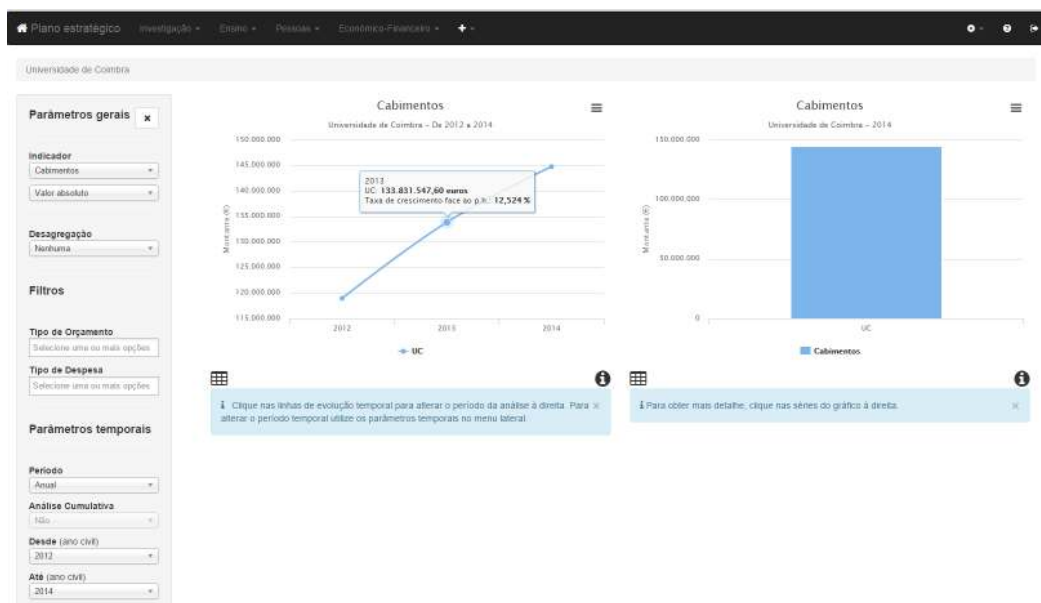 Plano estratégico Investigação Ensino Pessoas Económico-Financeiro
Universidade de Coimbra
Parâmetros gerais x
Indicador
Cabimentos
Valor absoluto
Desagregação
Nenhuma
Filtros
Tipo de Orçamento
Selecione uma ou mais opções
Tipo de Despesa
Selecione uma ou mais opções
Parâmetros temporais
Período
Anual
Análise Cumulativa
Não
Desde (ano civil)
2012
Até (ano civil)
2014
Cabimentos
Universidade de Coimbra – De 2012 a 2014
150.000.000
145.000.000
140.000.000
135.000.000
130.000.000
125.000.000
120.000.000
115.000.000
Montante (€)
2013
UC: 133.831.547,60 euros
Taxa de crescimento face ao p.h.: 12,524 %
2012 2013 2014
UC
Clique nas linhas de evolução temporal para alterar o período da análise à direita. Para ×
alterar o período temporal utilize os parâmetros temporais no menu lateral.
Cabimentos
Universidade de Coimbra – 2014
150.000.000
100.000.000
50.000.000
0
Montante (€)
UC
Cabimentos
Para obter mais detalhe, clique nas séries do gráfico à direita. ×